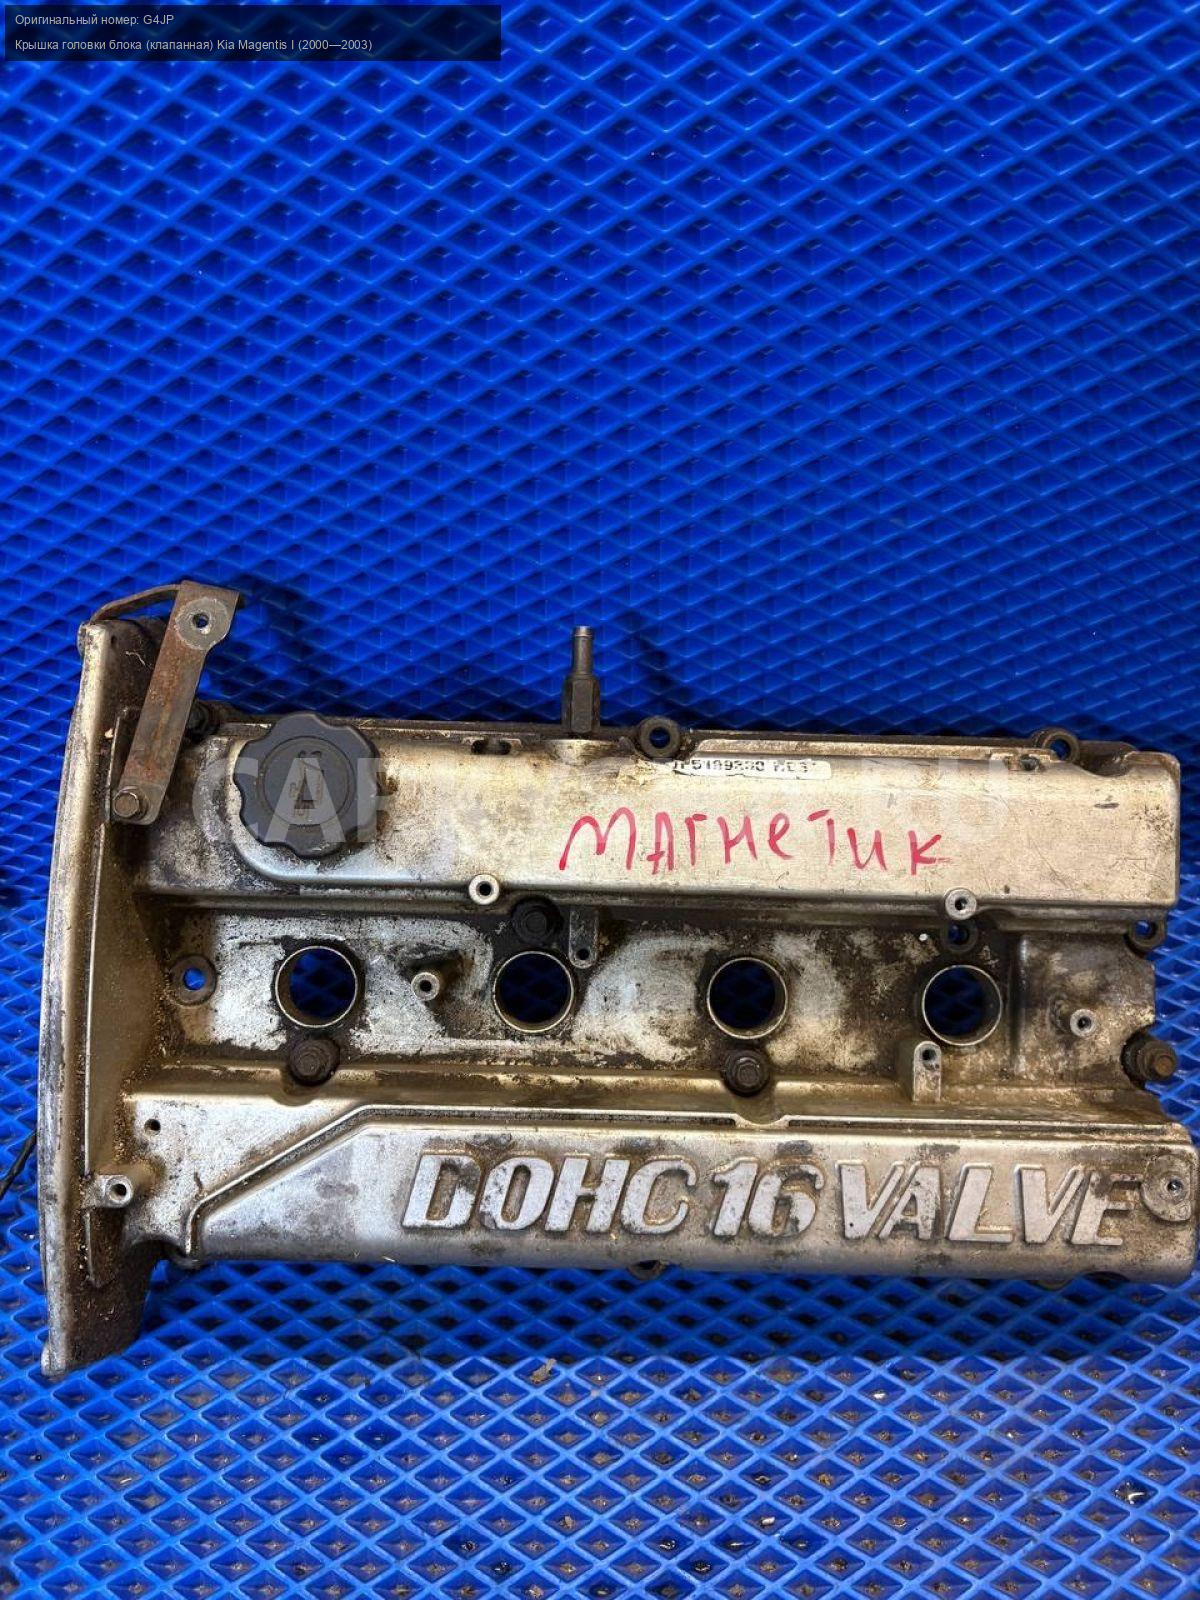 Оригинальный номер: G4JP
Крышка головки блока (клапанная) Kia Magentis I (2000—2003)
МАГНеТиК
DOHC 16 VALVE